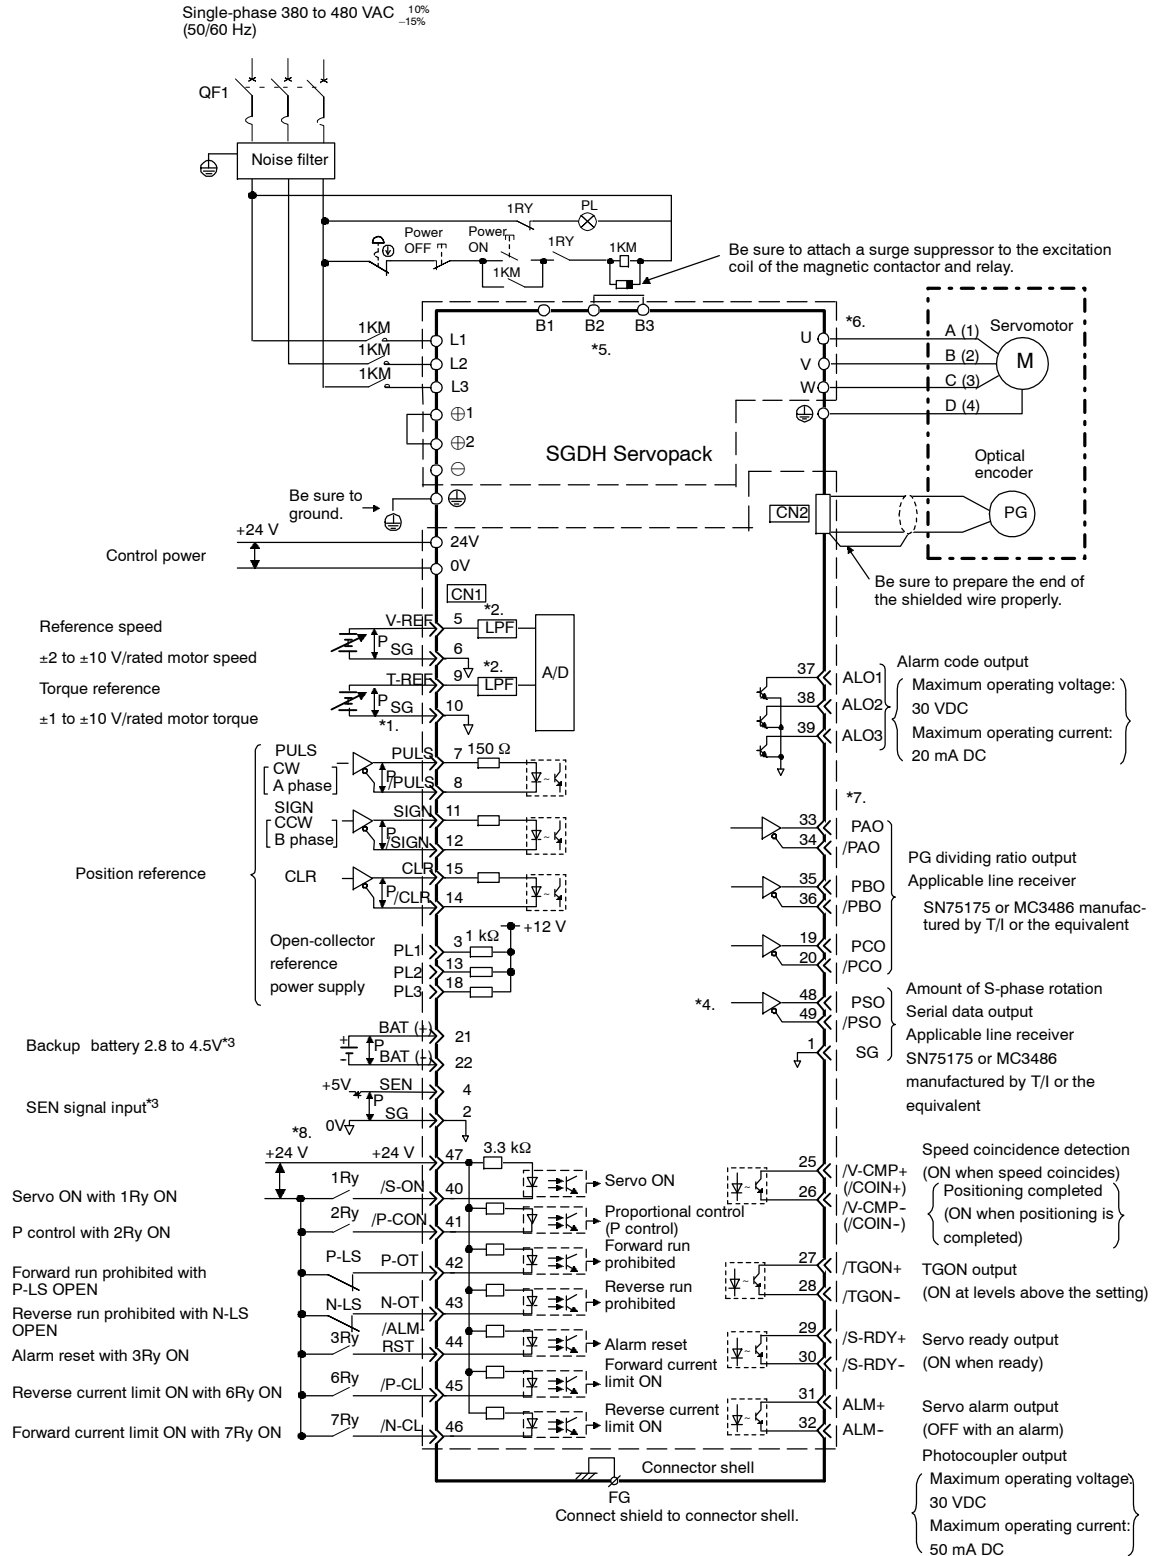 Single-phase 380 to 480 VAC 10% –15%
(50/60 Hz)
QF1
Noise filter
1RY
PL
Power
OFF
Power
ON
1RY
1KM
1KM
Be sure to attach a surge suppressor to the excitation
coil of the magnetic contactor and relay.
B1
B2
B3
*5.
1KM
L1
1KM
L2
1KM
L3
⊕1
⊕2
⊖
SGDH Servopack
U
V
W
*6.
A (1)
B (2)
C (3)
D (4)
Servomotor
M
Optical
encoder
PG
CN2
Be sure to
ground.
Be sure to prepare the end of
the shielded wire properly.
+24 V
Control power
24V
0V
CN1
Reference speed
±2 to ±10 V/rated motor speed
V-REF
5
*2.
LPF
P
SG
6
Torque reference
±1 to ±10 V/rated motor torque
T-REF
9
*2.
LPF
P
SG
10
*1.
A/D
Position reference
PULS
CW
A phase
PULS
7
150 Ω
P
/PULS
8
SIGN
CCW
B phase
SIGN
11
P
/SIGN
12
CLR
CLR
15
P
/CLR
14
Open-collector
reference
power supply
+12 V
PL1
3
1 kΩ
PL2
13
PL3
18
Backup battery 2.8 to 4.5V*3
BAT (+)
21
+
P
-
BAT (-)
22
SEN signal input*3
+5V
SEN
4
P
0V
SG
2
*8.
+24 V
+24 V
47
3.3 kΩ
Servo ON with 1Ry ON
1Ry
/S-ON
40
Servo ON
P control with 2Ry ON
2Ry
/P-CON
41
Proportional control
(P control)
Forward run prohibited with
P-LS OPEN
P-LS
P-OT
42
Forward run
prohibited
Reverse run prohibited with N-LS
OPEN
N-LS
N-OT
43
Reverse run
prohibited
Alarm reset with 3Ry ON
3Ry
/ALM-
RST
44
Alarm reset
Reverse current limit ON with 6Ry ON
6Ry
/P-CL
45
Forward current
limit ON
Forward current limit ON with 7Ry ON
7Ry
/N-CL
46
Reverse current
limit ON
37
ALO1
38
ALO2
39
ALO3
Alarm code output
Maximum operating voltage:
30 VDC
Maximum operating current:
20 mA DC
*7.
33
PAO
34
/PAO
35
PBO
36
/PBO
19
PCO
20
/PCO
PG dividing ratio output
Applicable line receiver
SN75175 or MC3486 manufac-
tured by T/I or the equivalent
*4.
48
PSO
49
/PSO
1
SG
Amount of S-phase rotation
Serial data output
Applicable line receiver
SN75175 or MC3486
manufactured by T/I or the
equivalent
25
/V-CMP+
(/COIN+)
26
/V-CMP-
(/COIN-)
Speed coincidence detection
(ON when speed coincides)
Positioning completed
(ON when positioning is
completed)
27
/TGON+
28
/TGON-
TGON output
(ON at levels above the setting)
29
/S-RDY+
30
/S-RDY-
Servo ready output
(ON when ready)
31
ALM+
32
ALM-
Servo alarm output
(OFF with an alarm)
Photocoupler output
Maximum operating voltage:
30 VDC
Maximum operating current:
50 mA DC
Connector shell
FG
Connect shield to connector shell.